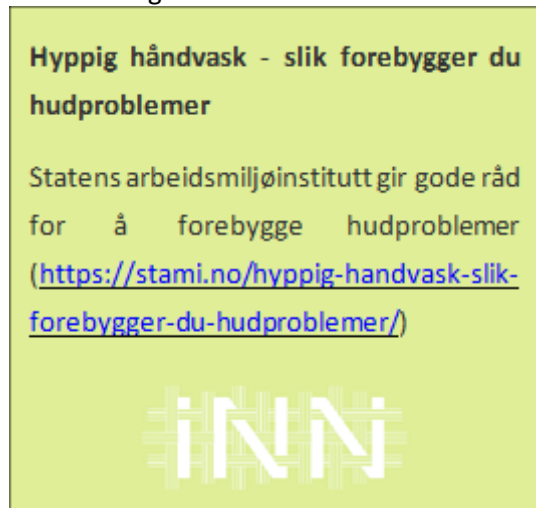 Hyppig håndvask - slik forebygger du
hudproblemer
Statens arbeidsmiljøinstitutt gir gode råd
for å forebygge hudproblemer
(https://stami.no/hyppig-handvask-slik-
forebygger-du-hudproblemer/)
iNN